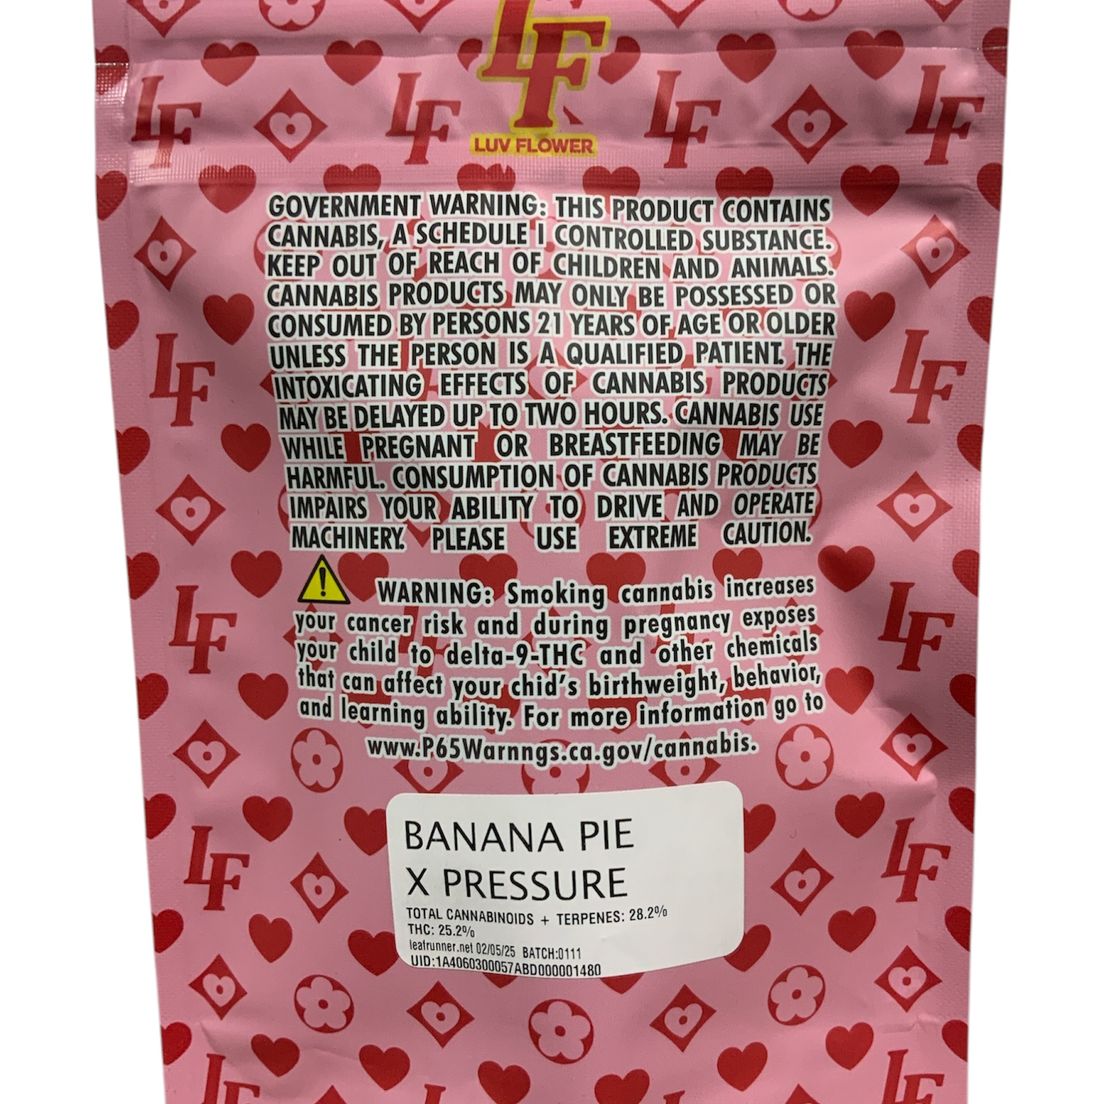 LF
LUV FLOWER
GOVERNMENT WARNING: THIS PRODUCT CONTAINS
CANNABIS, A SCHEDULE I CONTROLLED SUBSTANCE.
KEEP OUT OF REACH OF CHILDREN AND ANIMALS.
CANNABIS PRODUCTS MAY ONLY BE POSSESSED OR
CONSUMED BY PERSONS 21 YEARS OF AGE OR OLDER
UNLESS THE PERSON IS A QUALIFIED PATIENT. THE
INTOXICATING EFFECTS OF CANNABIS PRODUCTS
MAY BE DELAYED UP TO TWO HOURS. CANNABIS USE
WHILE PREGNANT OR BREASTFEEDING MAY BE
HARMFUL. CONSUMPTION OF CANNABIS PRODUCTS
IMPAIRS YOUR ABILITY TO DRIVE AND OPERATE
MACHINERY. PLEASE USE EXTREME CAUTION.
WARNING: Smoking cannabis increases
your cancer risk and during pregnancy exposes
your child to delta-9-THC and other chemicals
that can affect your chid's birthweight, behavior,
and learning ability. For more information go to
www.P65Warnngs.ca.gov/cannabis.
BANANA PIE
X PRESSURE
TOTAL CANNABINOIDS + TERPENES: 28.2%
THC: 25.2%
leafrunner.net 02/05/25 BATCH:0111
UID:1A4060300057ABD000001480